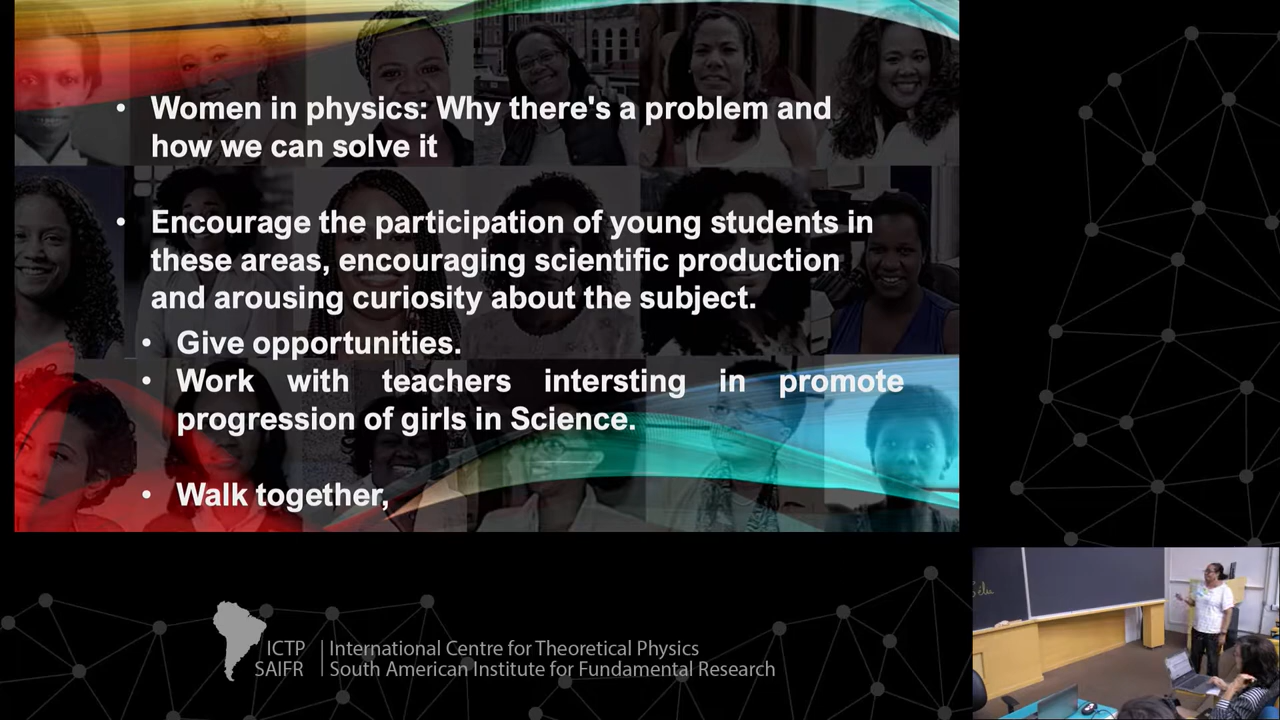 • Women in physics: Why there's a problem and
how we can solve it
• Encourage the participation of young students in
these areas, encouraging scientific production
and arousing curiosity about the subject.
• Give opportunities.
• Work with teachers intersting in promote
progression of girls in Science.
• Walk together,
ICTP | International Centre for Theoretical Physics
SAIFR | South American Institute for Fundamental Research